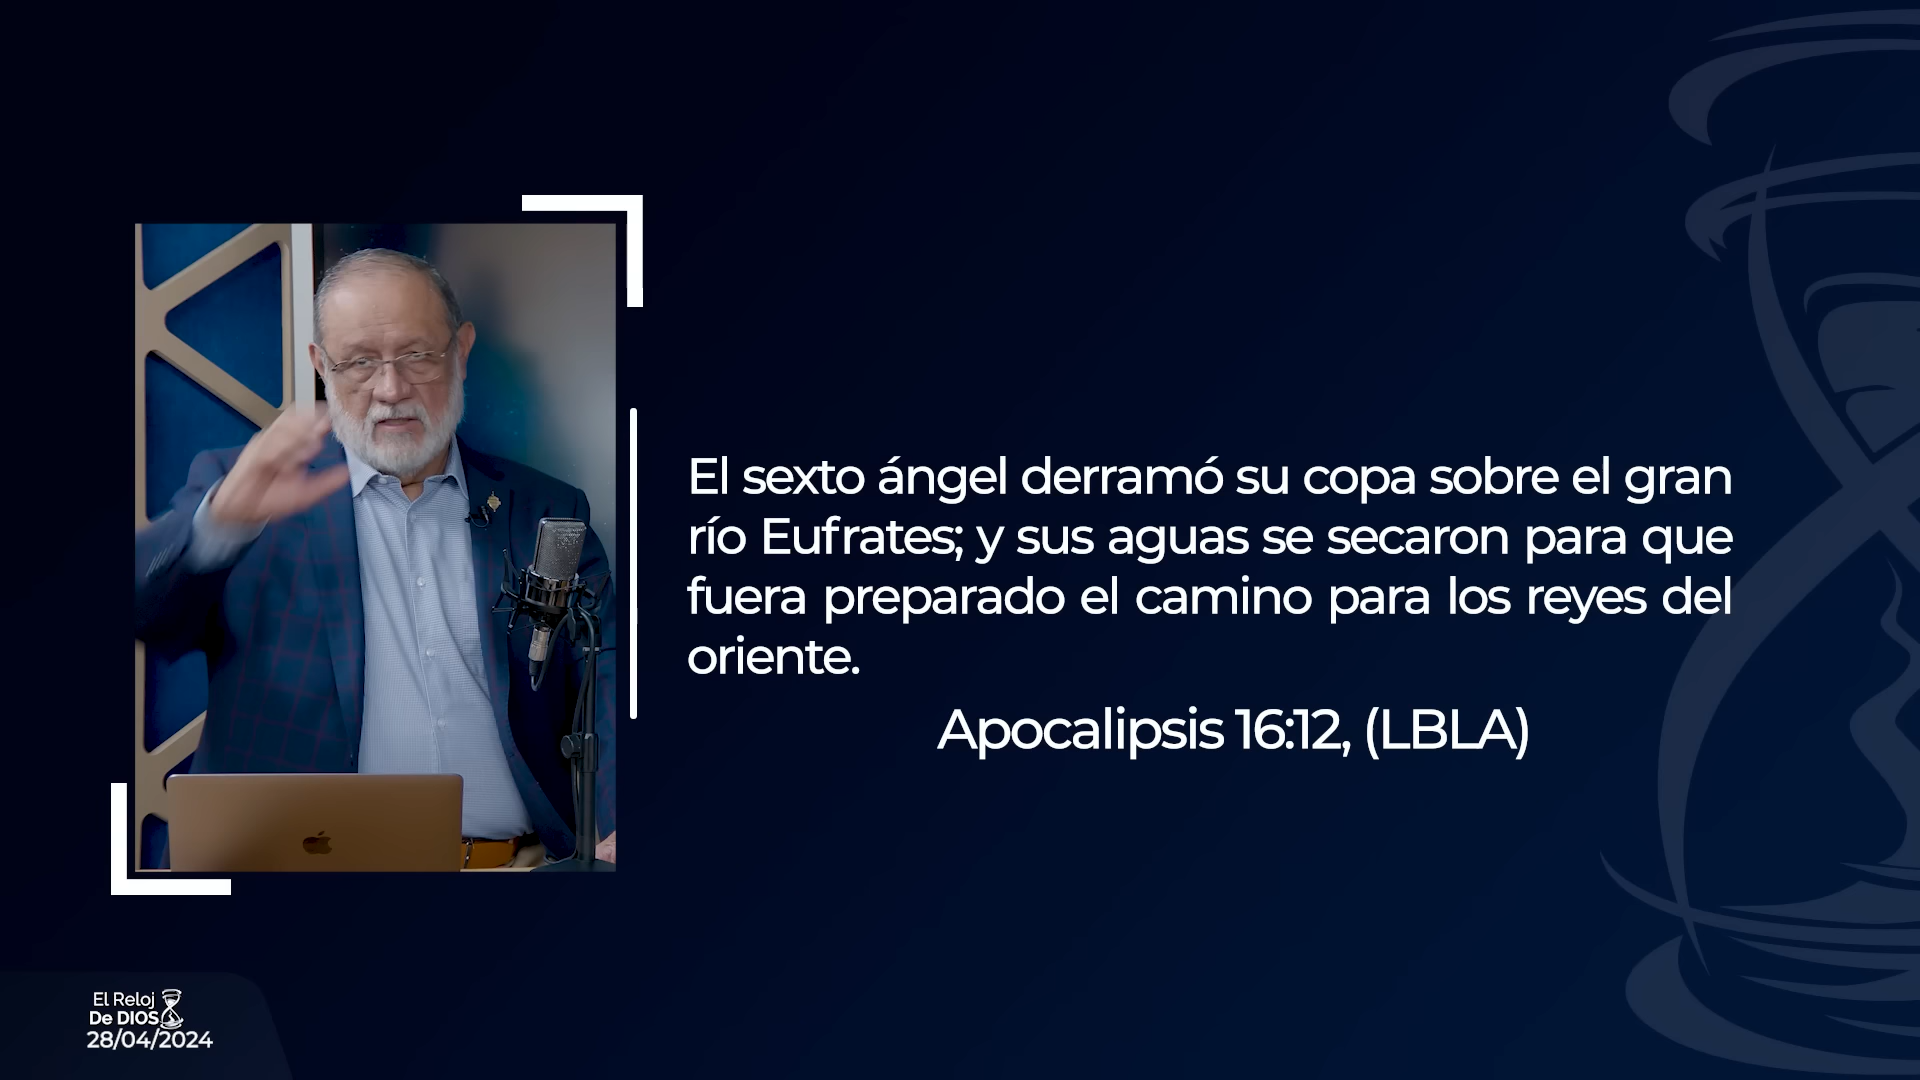 El sexto ángel derramó su copa sobre el gran
río Eufrates; y sus aguas se secaron para que
fuera preparado el camino para los reyes del
oriente.
Apocalipsis 16:12, (LBLA)
El Reloj
De DIOS
28/04/2024